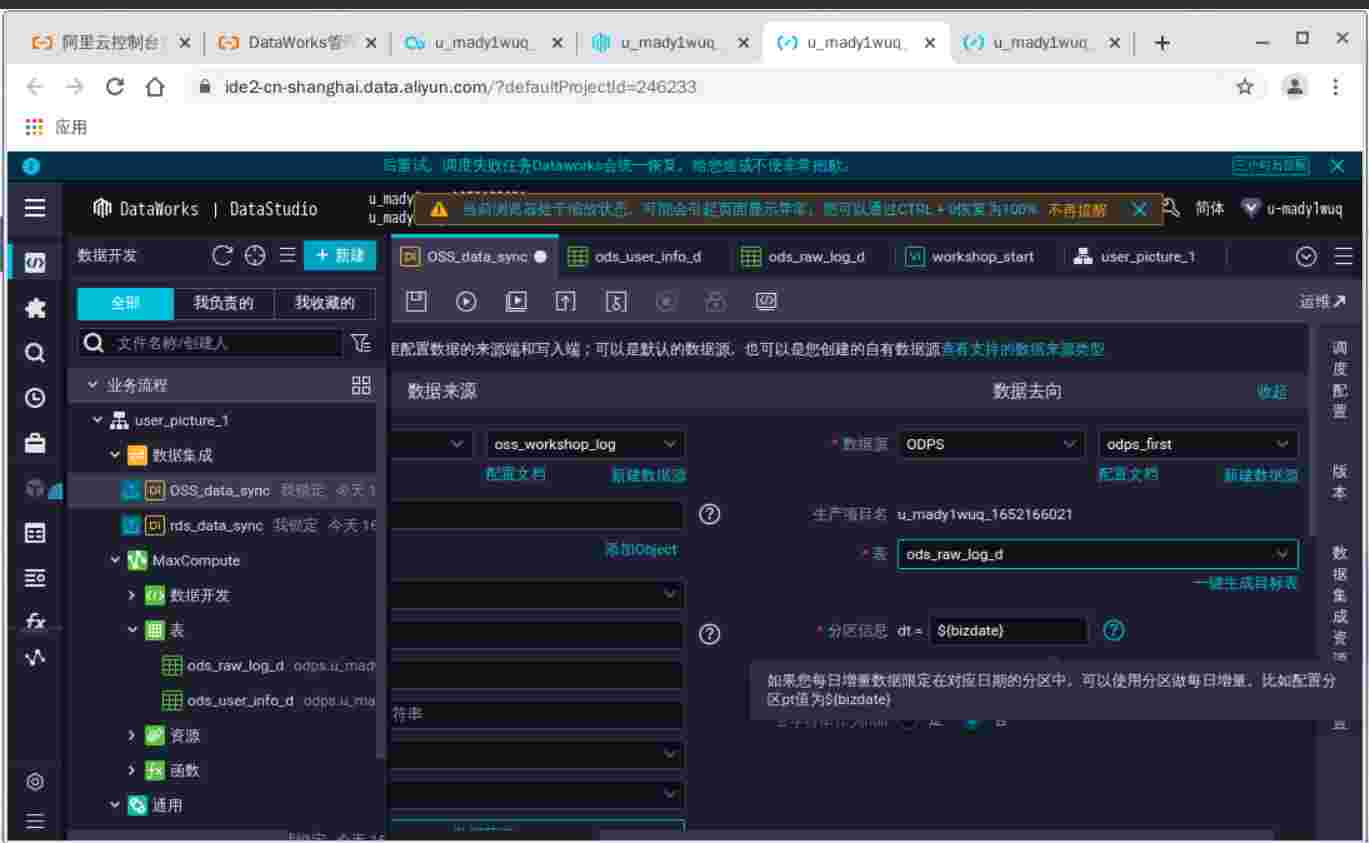 阿里云控制台
DataWorks管
u_mady1wuq_
u_mady1wuq_
u_mady1wuq_
u_mady1wuq_
ide2-cn-shanghai.data.aliyun.com/?defaultProjectId=246233
应用
后重试。调度失败任务Dataworks会统一恢复。给您造成不便非常抱歉。
三小时后提醒
DataWorks | DataStudio
u_mady
u_mady
当前浏览器处于缩放状态，可能会引起页面显示异常，您可以通过CTRL + 0恢复为100% 不再提醒
简体
u-mady1wuq
数据开发
+ 新建
OSS_data_sync
ods_user_info_d
ods_raw_log_d
workshop_start
user_picture_1
全部
我负责的
我收藏的
运维
文件名称/创建人
里配置数据的来源端和写入端；可以是默认的数据源，也可以是您创建的自有数据源查看支持的数据来源类型
业务流程
数据来源
数据去向
收起
user_picture_1
oss_workshop_log
* 数据源
ODPS
odps_first
数据集成
配置文档
新建数据源
配置文档
新建数据源
OSS_data_sync 我锁定 今天 1
生产项目名 u_mady1wuq_1652166021
rds_data_sync 我锁定 今天 16
添加Object
* 表
ods_raw_log_d
MaxCompute
一键生成目标表
数据开发
表
* 分区信息 dt = ${bizdate}
ods_raw_log_d odps.u_mad
如果您每日增量数据限定在对应日期的分区中，可以使用分区做每日增量，比如配置分
区pt值为${bizdate}
ods_user_info_d odps.u_ma
符率
资源
函数
通用
调度配置
版本
数据集成资源
置